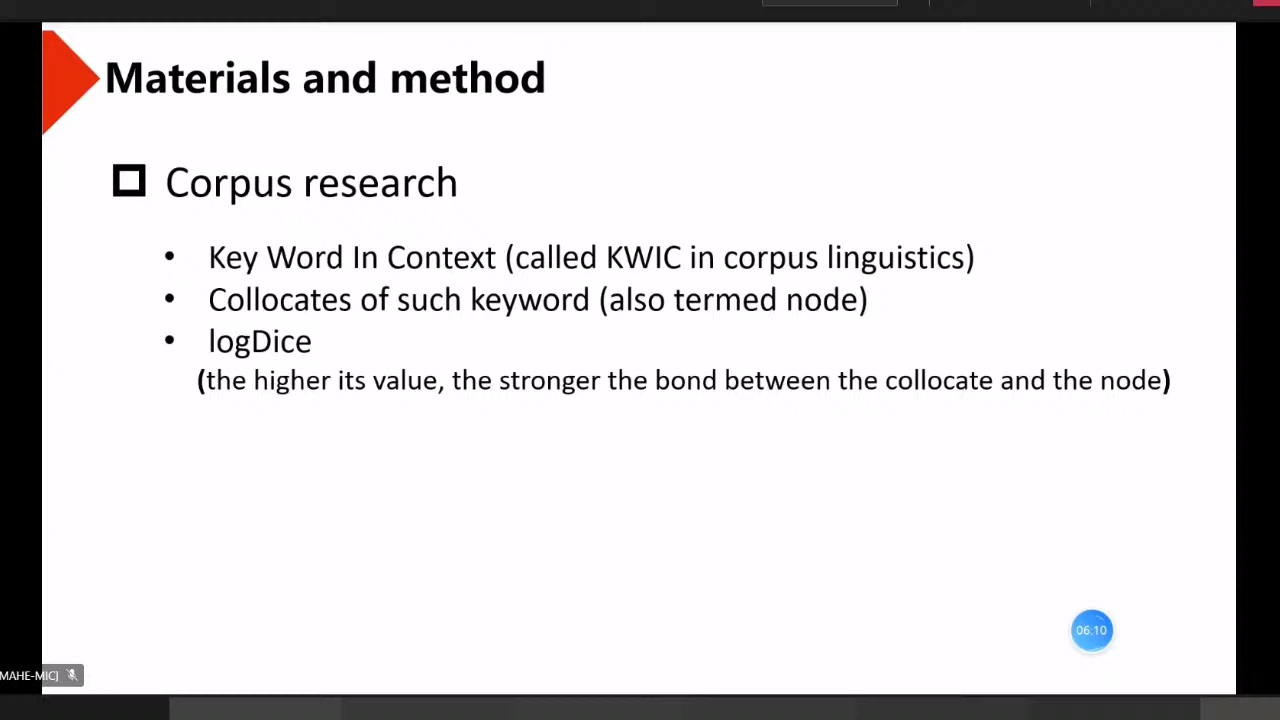 Materials and method
Corpus research
• Key Word In Context (called KWIC in corpus linguistics)
• Collocates of such keyword (also termed node)
• logDice
(the higher its value, the stronger the bond between the collocate and the node)
06:10
MAHE-MIC]